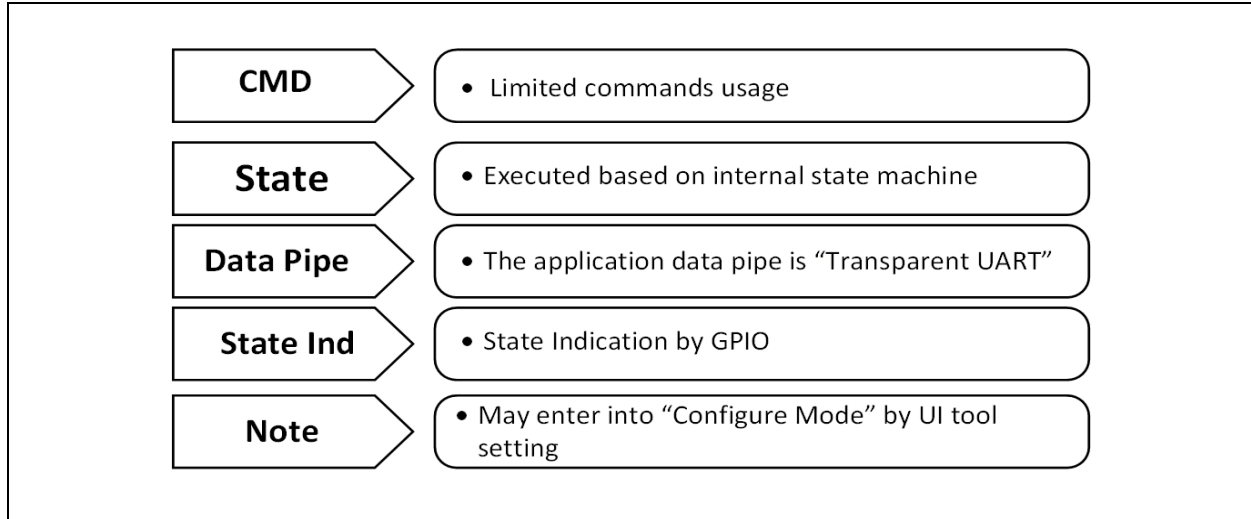 CMD
• Limited commands usage
State
• Executed based on internal state machine
Data Pipe
• The application data pipe is “Transparent UART”
State Ind
• State Indication by GPIO
Note
• May enter into “Configure Mode” by UI tool
setting